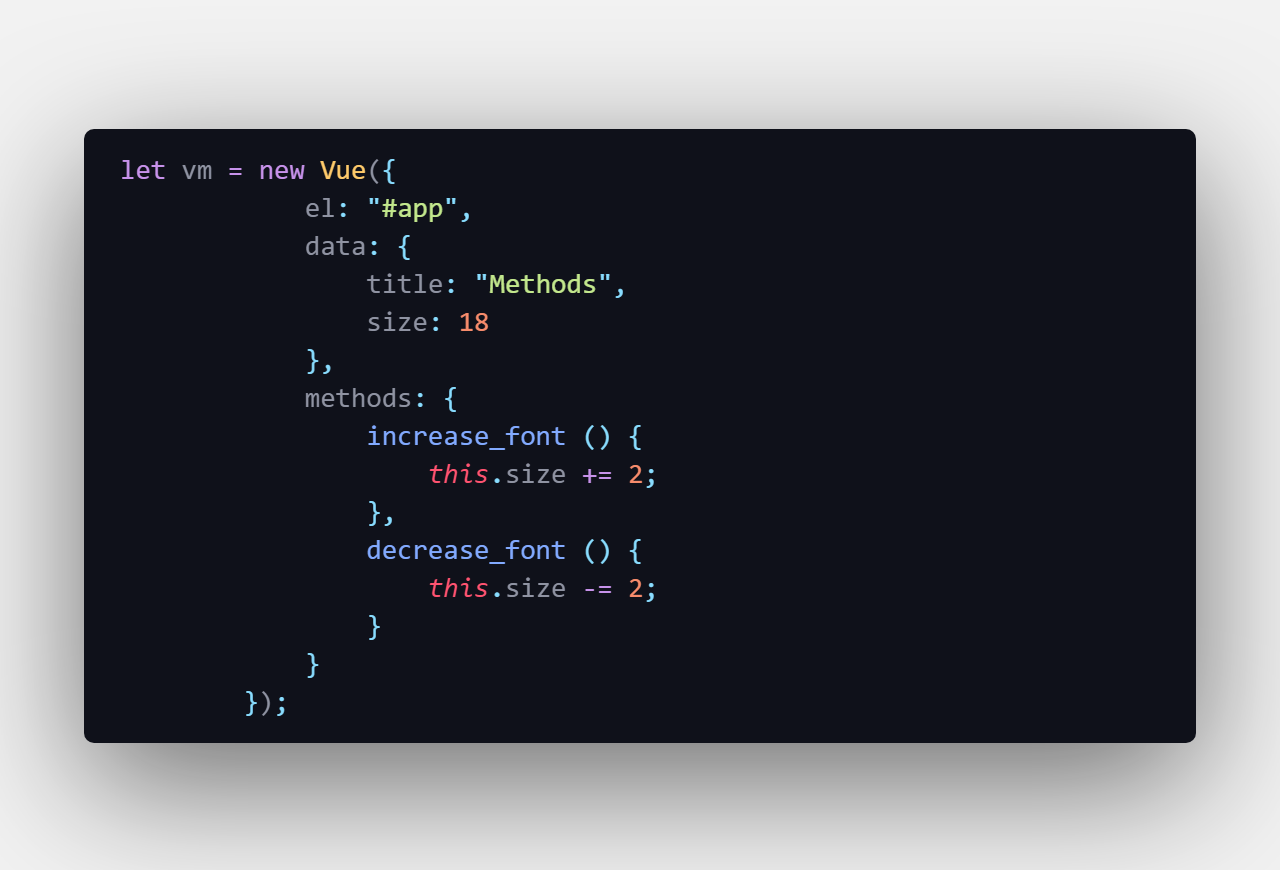 let vm = new Vue({
            el: "#app",
            data: {
                title: "Methods",
                size: 18
            },
            methods: {
                increase_font () {
                    this.size += 2;
                },
                decrease_font () {
                    this.size -= 2;
                }
            }
        });